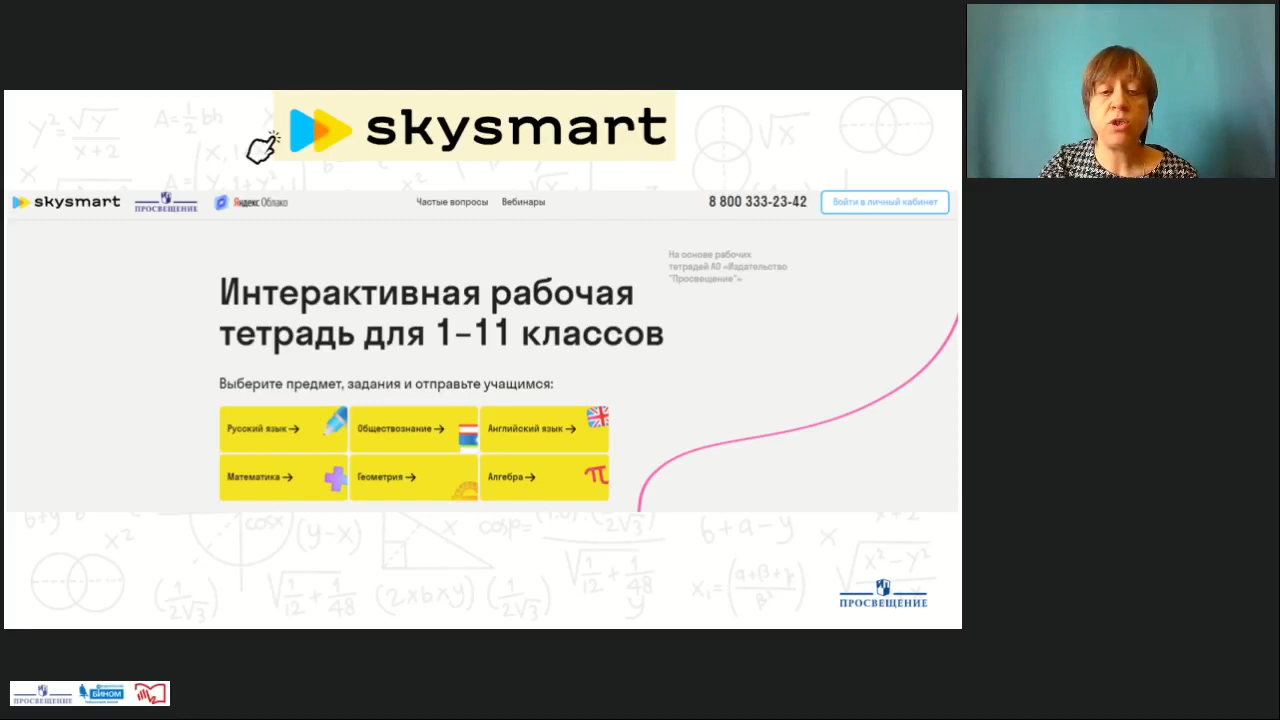 skysmart
skysmart ПРОСВЕЩЕНИЕ Яндекс Облако Частые вопросы Вебинары 8 800 333-23-42 Войти в личный кабинет
На основе рабочих
тетрадей АО «Издательство
"Просвещение"»
Интерактивная рабочая
тетрадь для 1–11 классов
Выберите предмет, задания и отправьте учащимся:
Русский язык → Обществознание → Английский язык →
Математика → Геометрия → Алгебра →
ПРОСВЕЩЕНИЕ
ПРОСВЕЩЕНИЕ БИНОМ